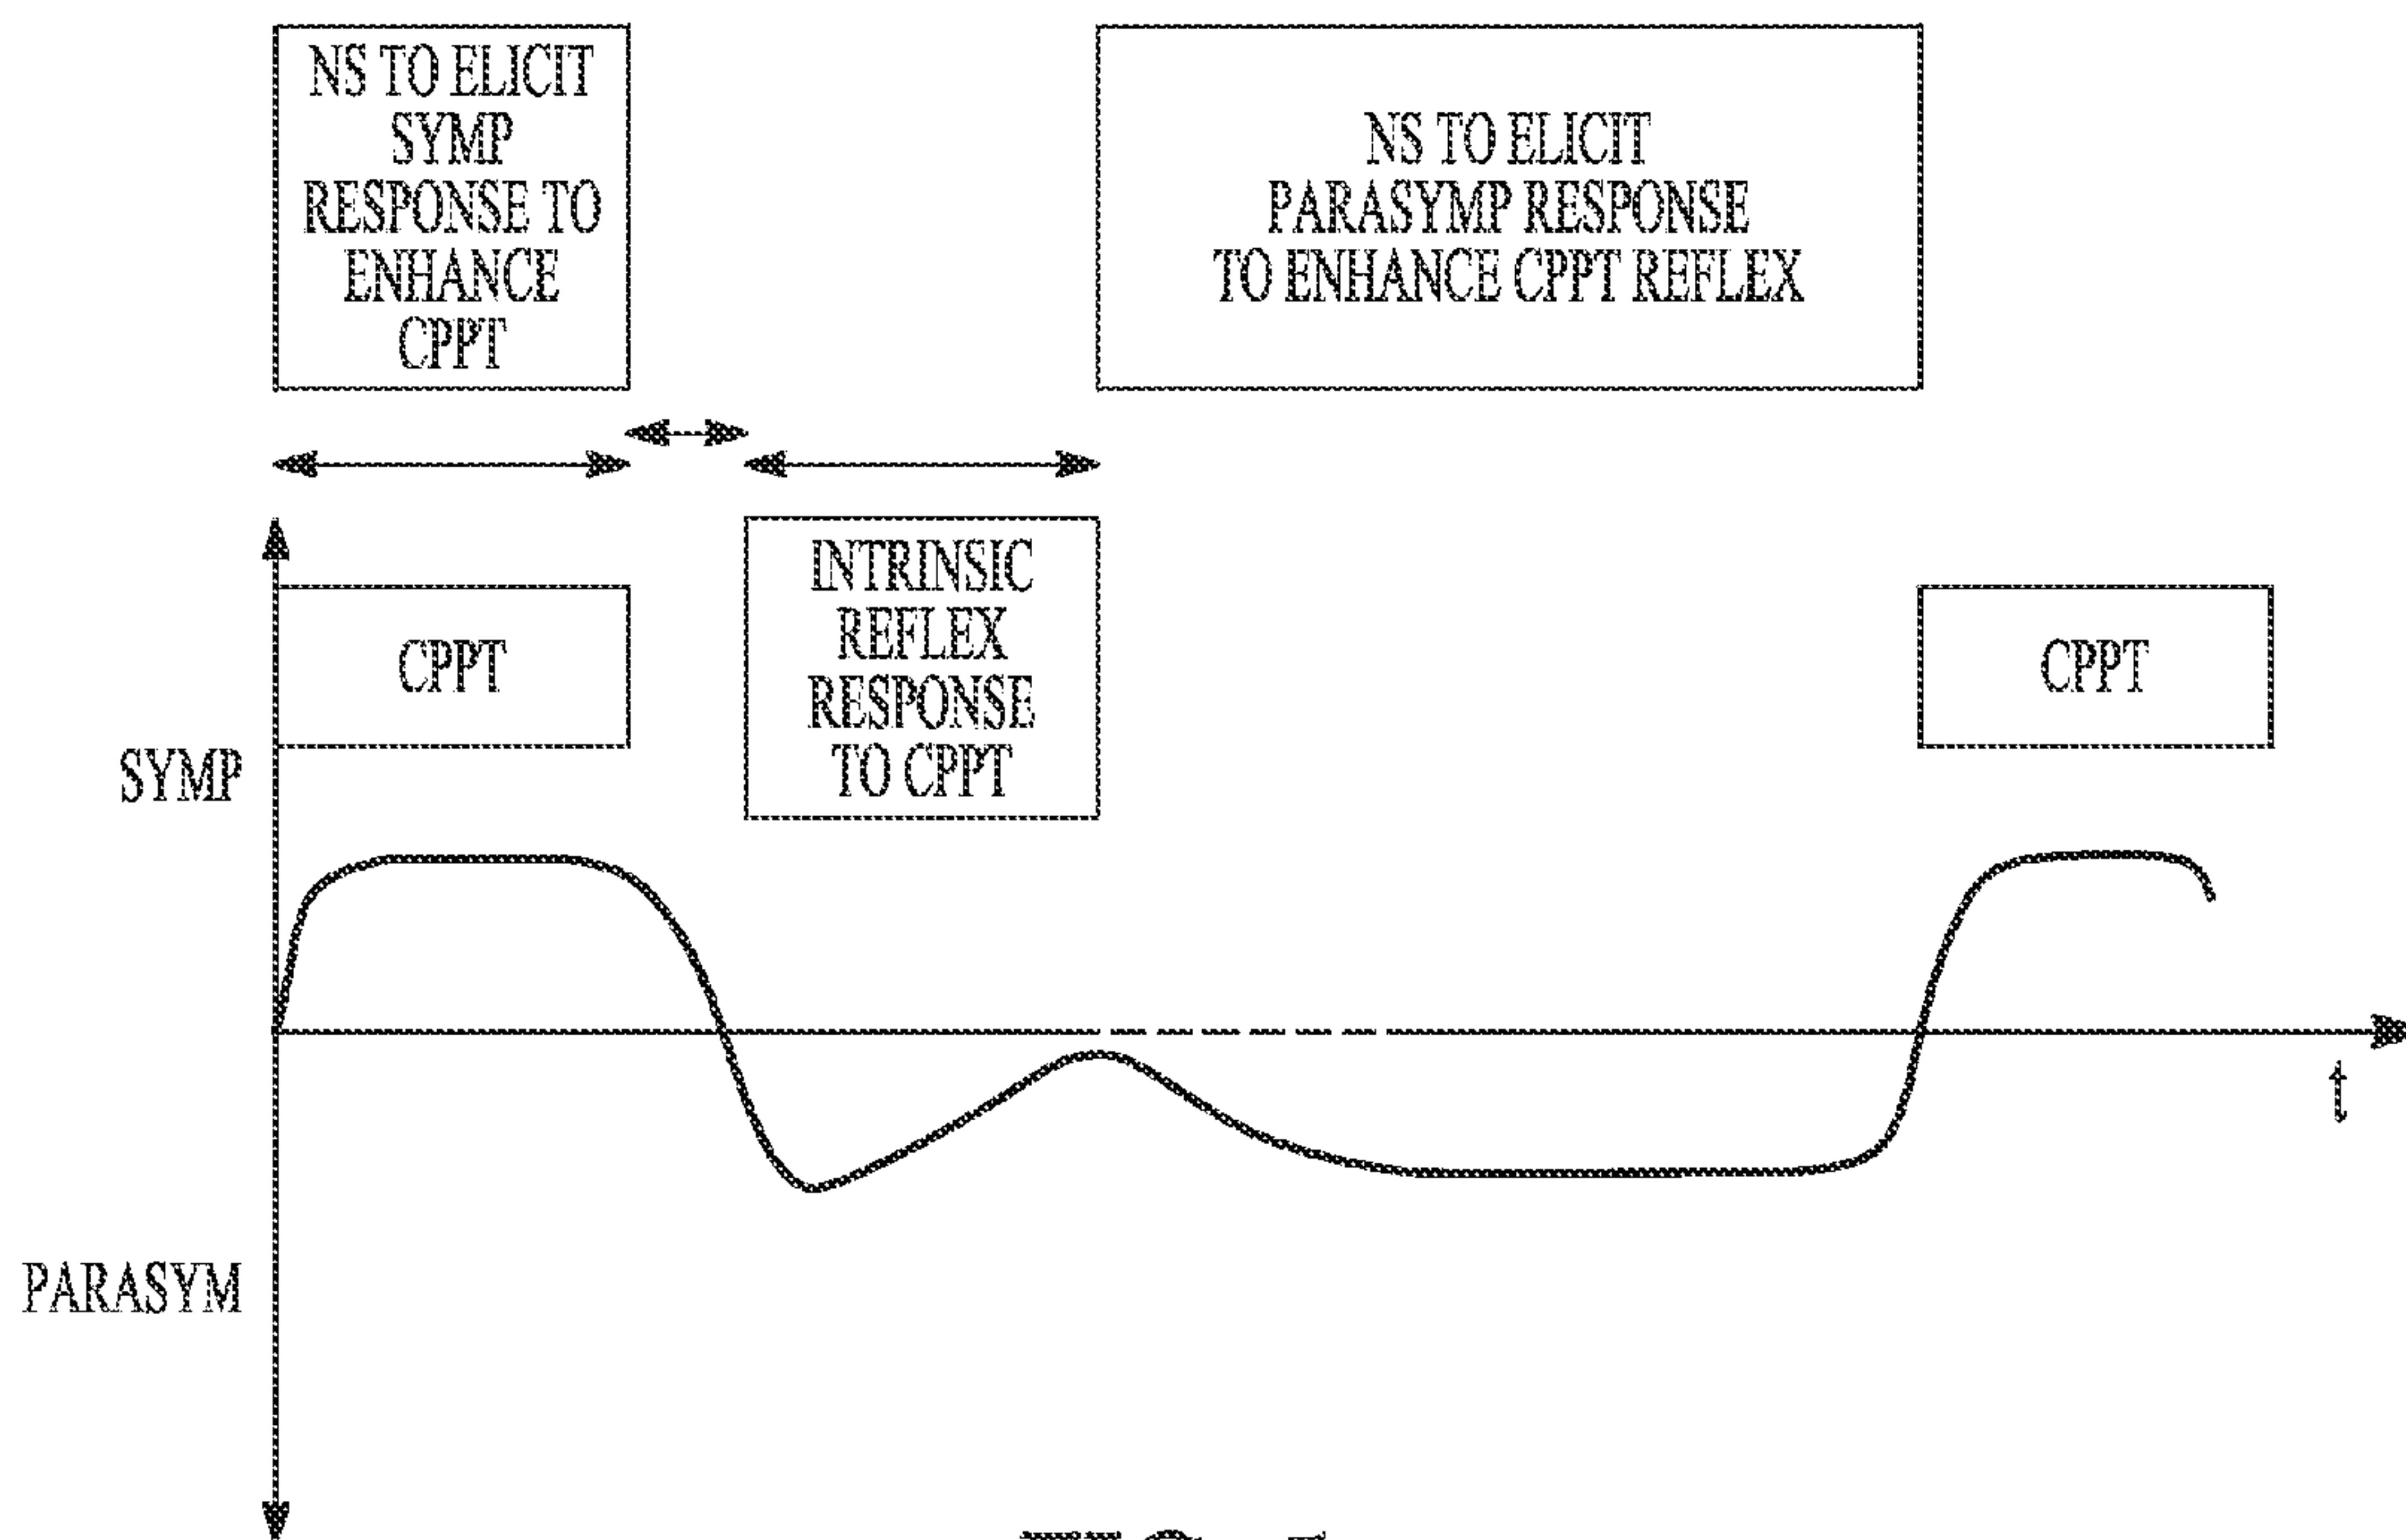 NS TO ELICIT
SYMP
RESPONSE TO
ENHANCE
CPPT
NS TO ELICIT
PARASYMP RESPONSE
TO ENHANCE CPPT REFLEX
CPPT
INTRINSIC
REFLEX
RESPONSE
TO CPPT
CPPT
SYMP
t
PARASYM